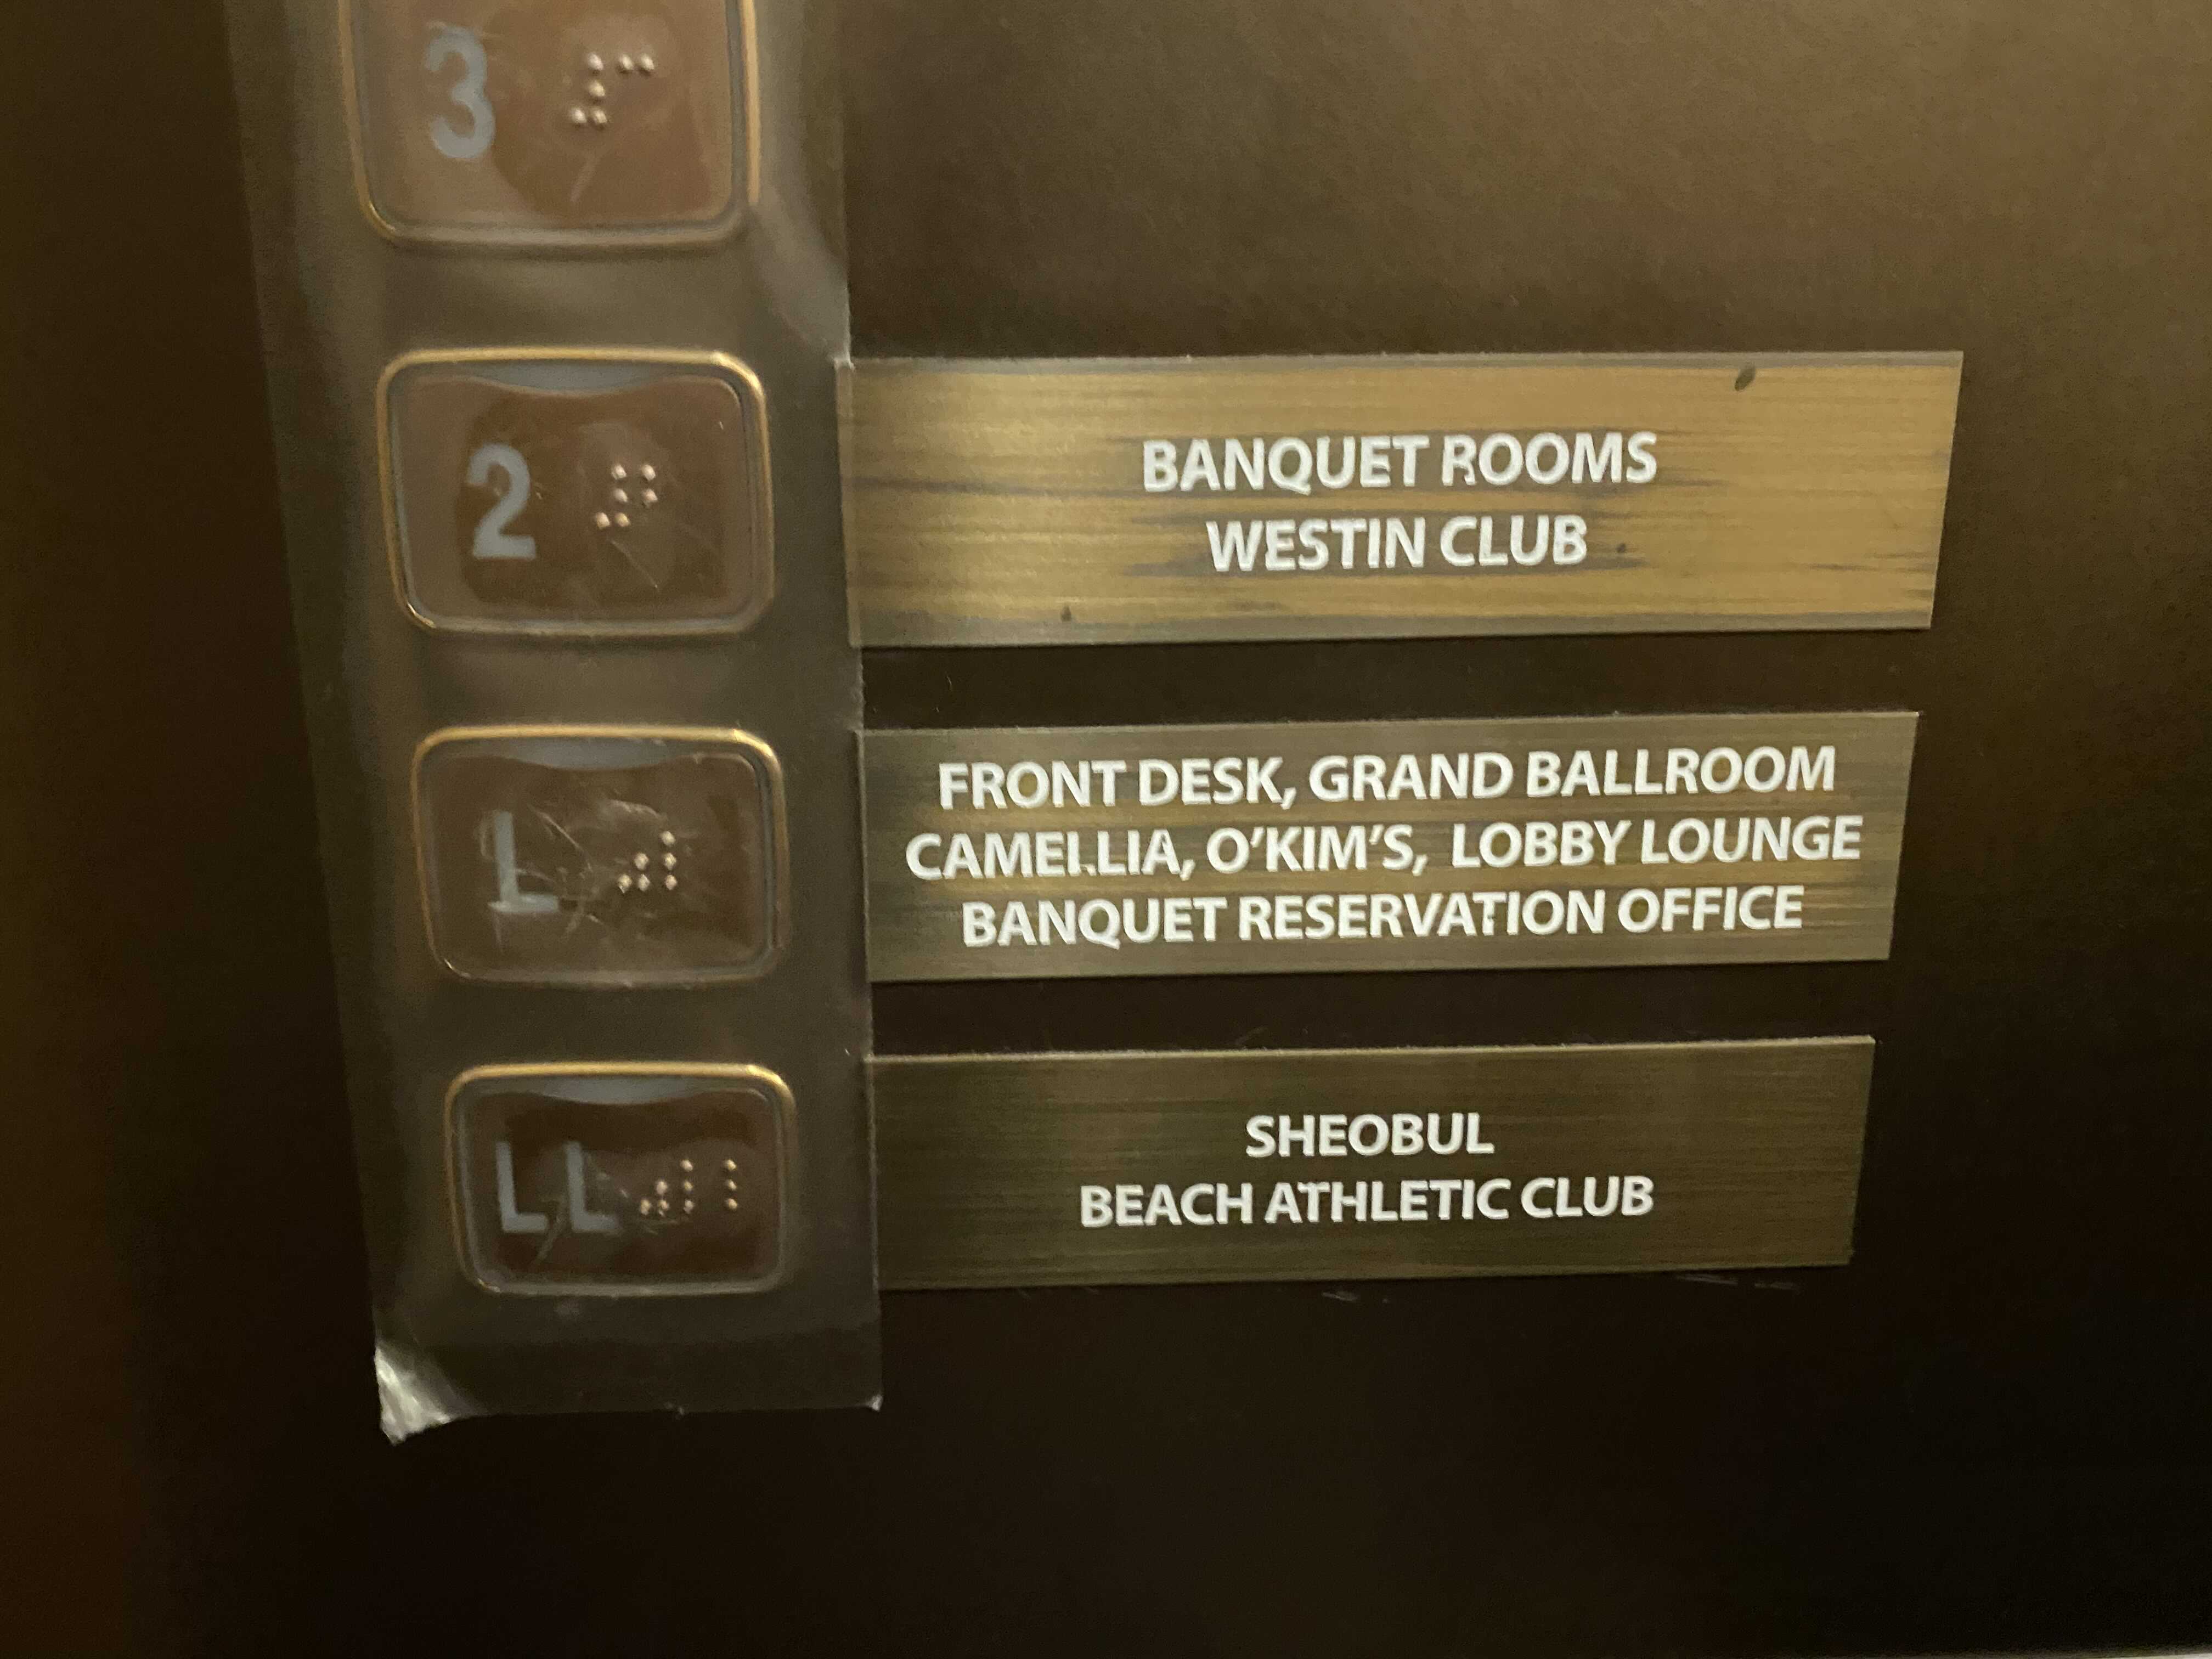 3
2
BANQUET ROOMS
WESTIN CLUB
L
FRONT DESK, GRAND BALLROOM
CAMELLIA, O'KIM'S, LOBBY LOUNGE
BANQUET RESERVATION OFFICE
LL
SHEOBUL
BEACH ATHLETIC CLUB